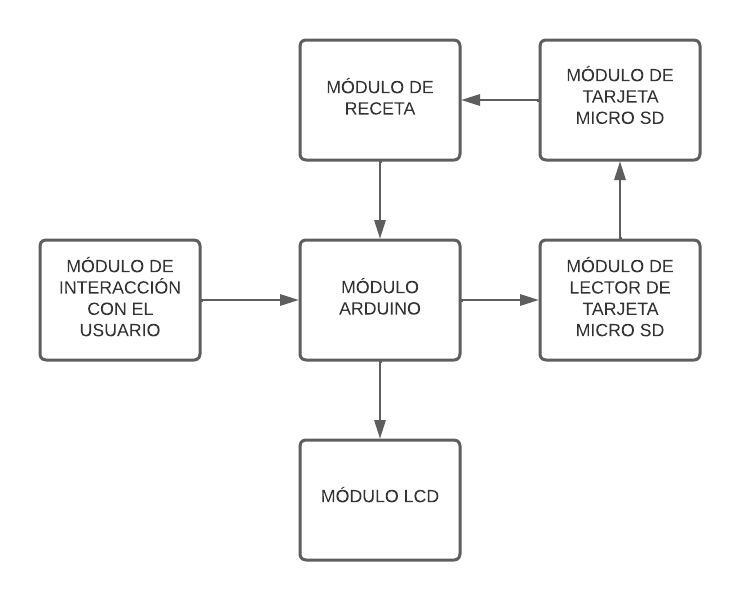 MÓDULO DE
RECETA
MÓDULO DE
TARJETA
MICRO SD
MÓDULO DE
INTERACCIÓN
CON EL
USUARIO
MÓDULO
ARDUINO
MÓDULO DE
LECTOR DE
TARJETA
MICRO SD
MÓDULO LCD